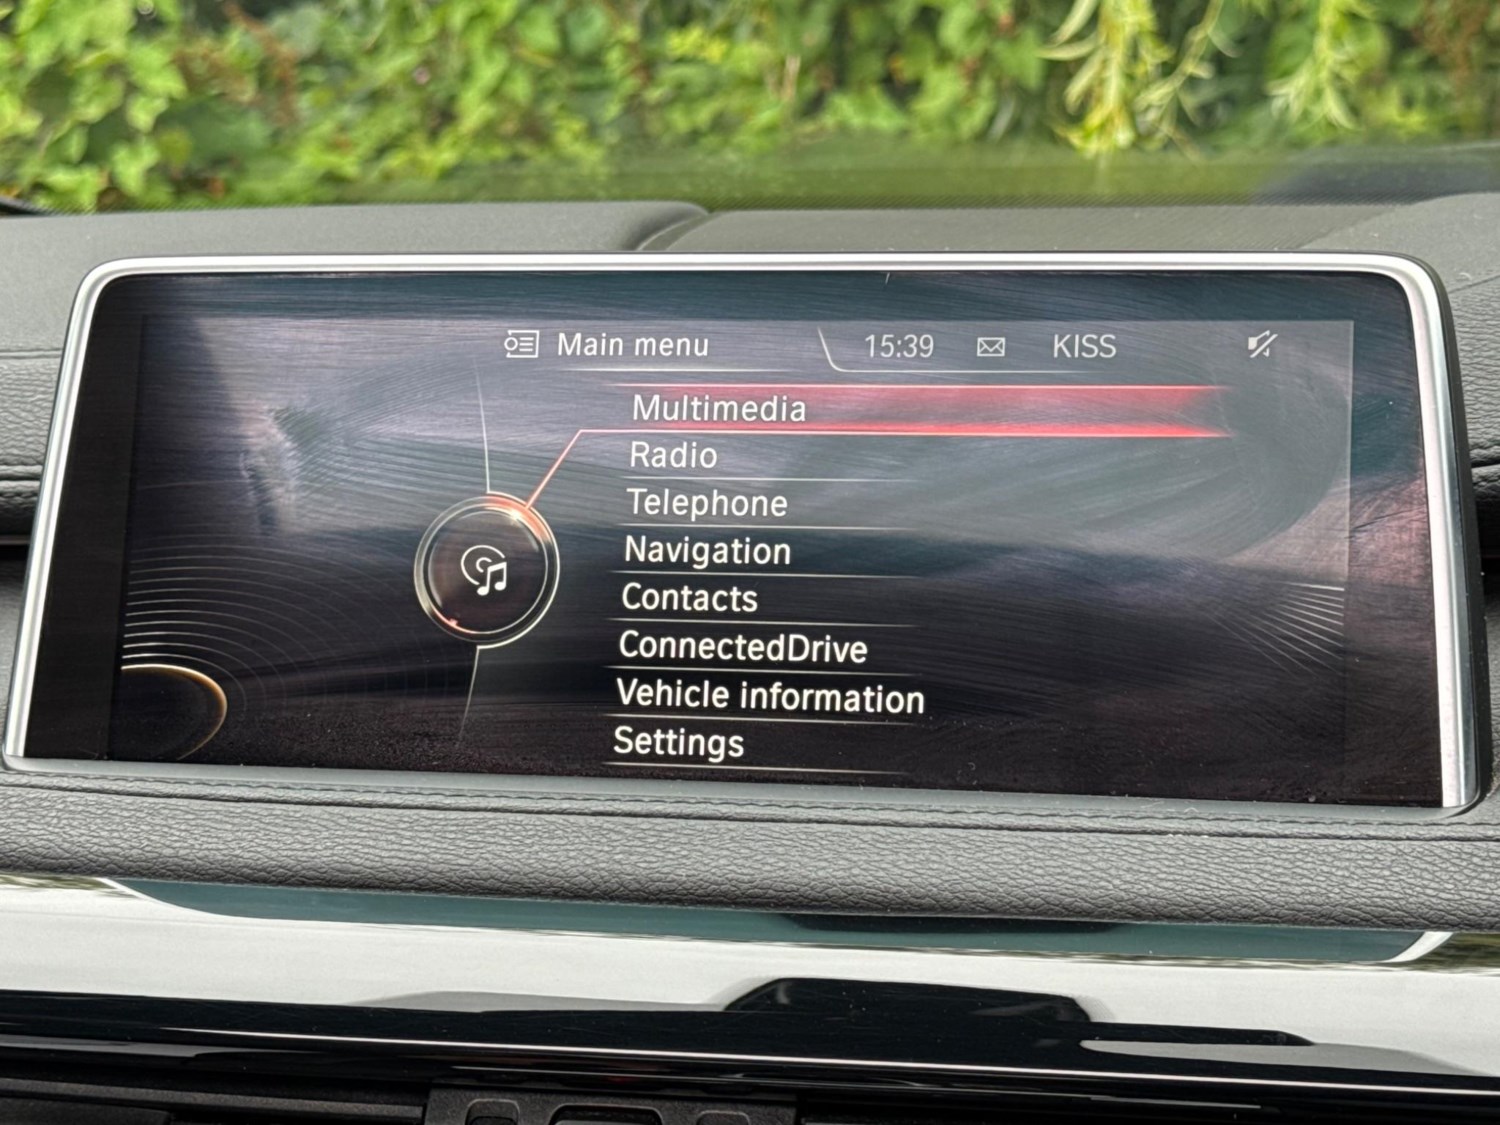 Main menu 15:39 KISS
Multimedia
Radio
Telephone
Navigation
Contacts
ConnectedDrive
Vehicle information
Settings